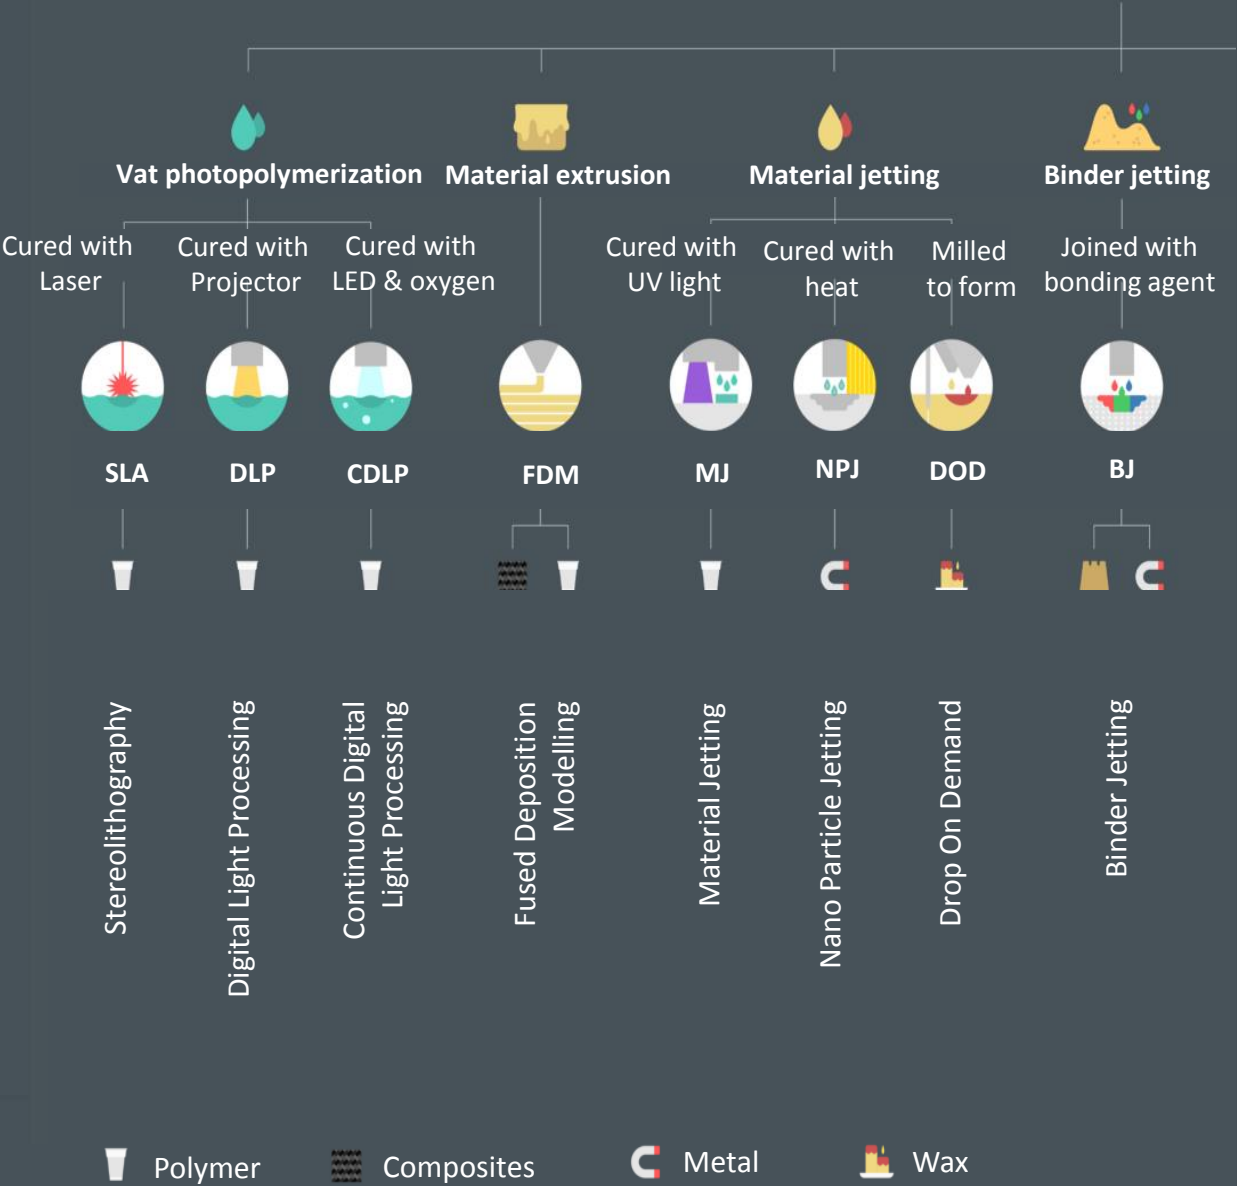 Vat photopolymerization
Material extrusion
Material jetting
Binder jetting
Cured with
Laser
Cured with
Projector
Cured with
LED & oxygen
Cured with
UV light
Cured with
heat
Milled
to form
Joined with
bonding agent
SLA
DLP
CDLP
FDM
MJ
NPJ
DOD
BJ
Stereolithography
Digital Light Processing
Continuous Digital
Light Processing
Fused Deposition
Modelling
Material Jetting
Nano Particle Jetting
Drop On Demand
Binder Jetting
Polymer
Composites
Metal
Wax